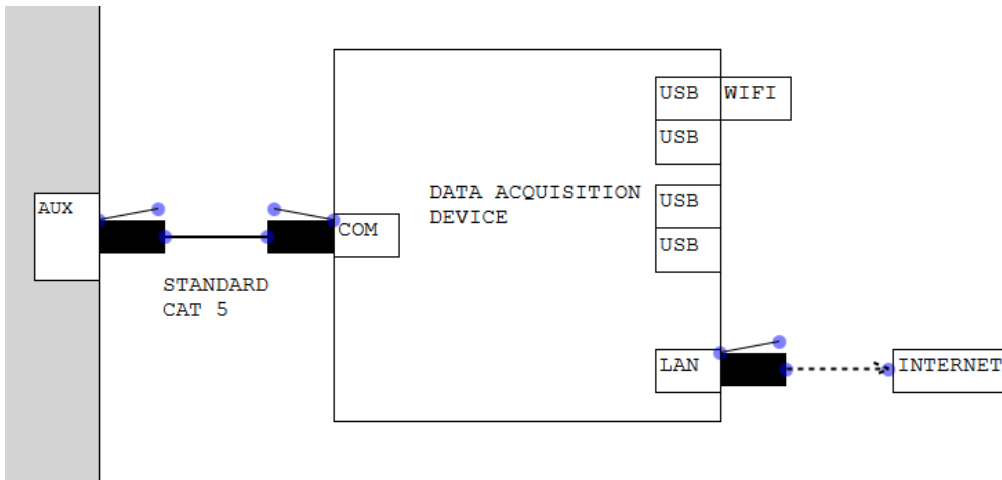 USB WIFI
USB
DATA ACQUISITION
DEVICE
USB
USB
AUX
COM
STANDARD
CAT 5
LAN
INTERNET